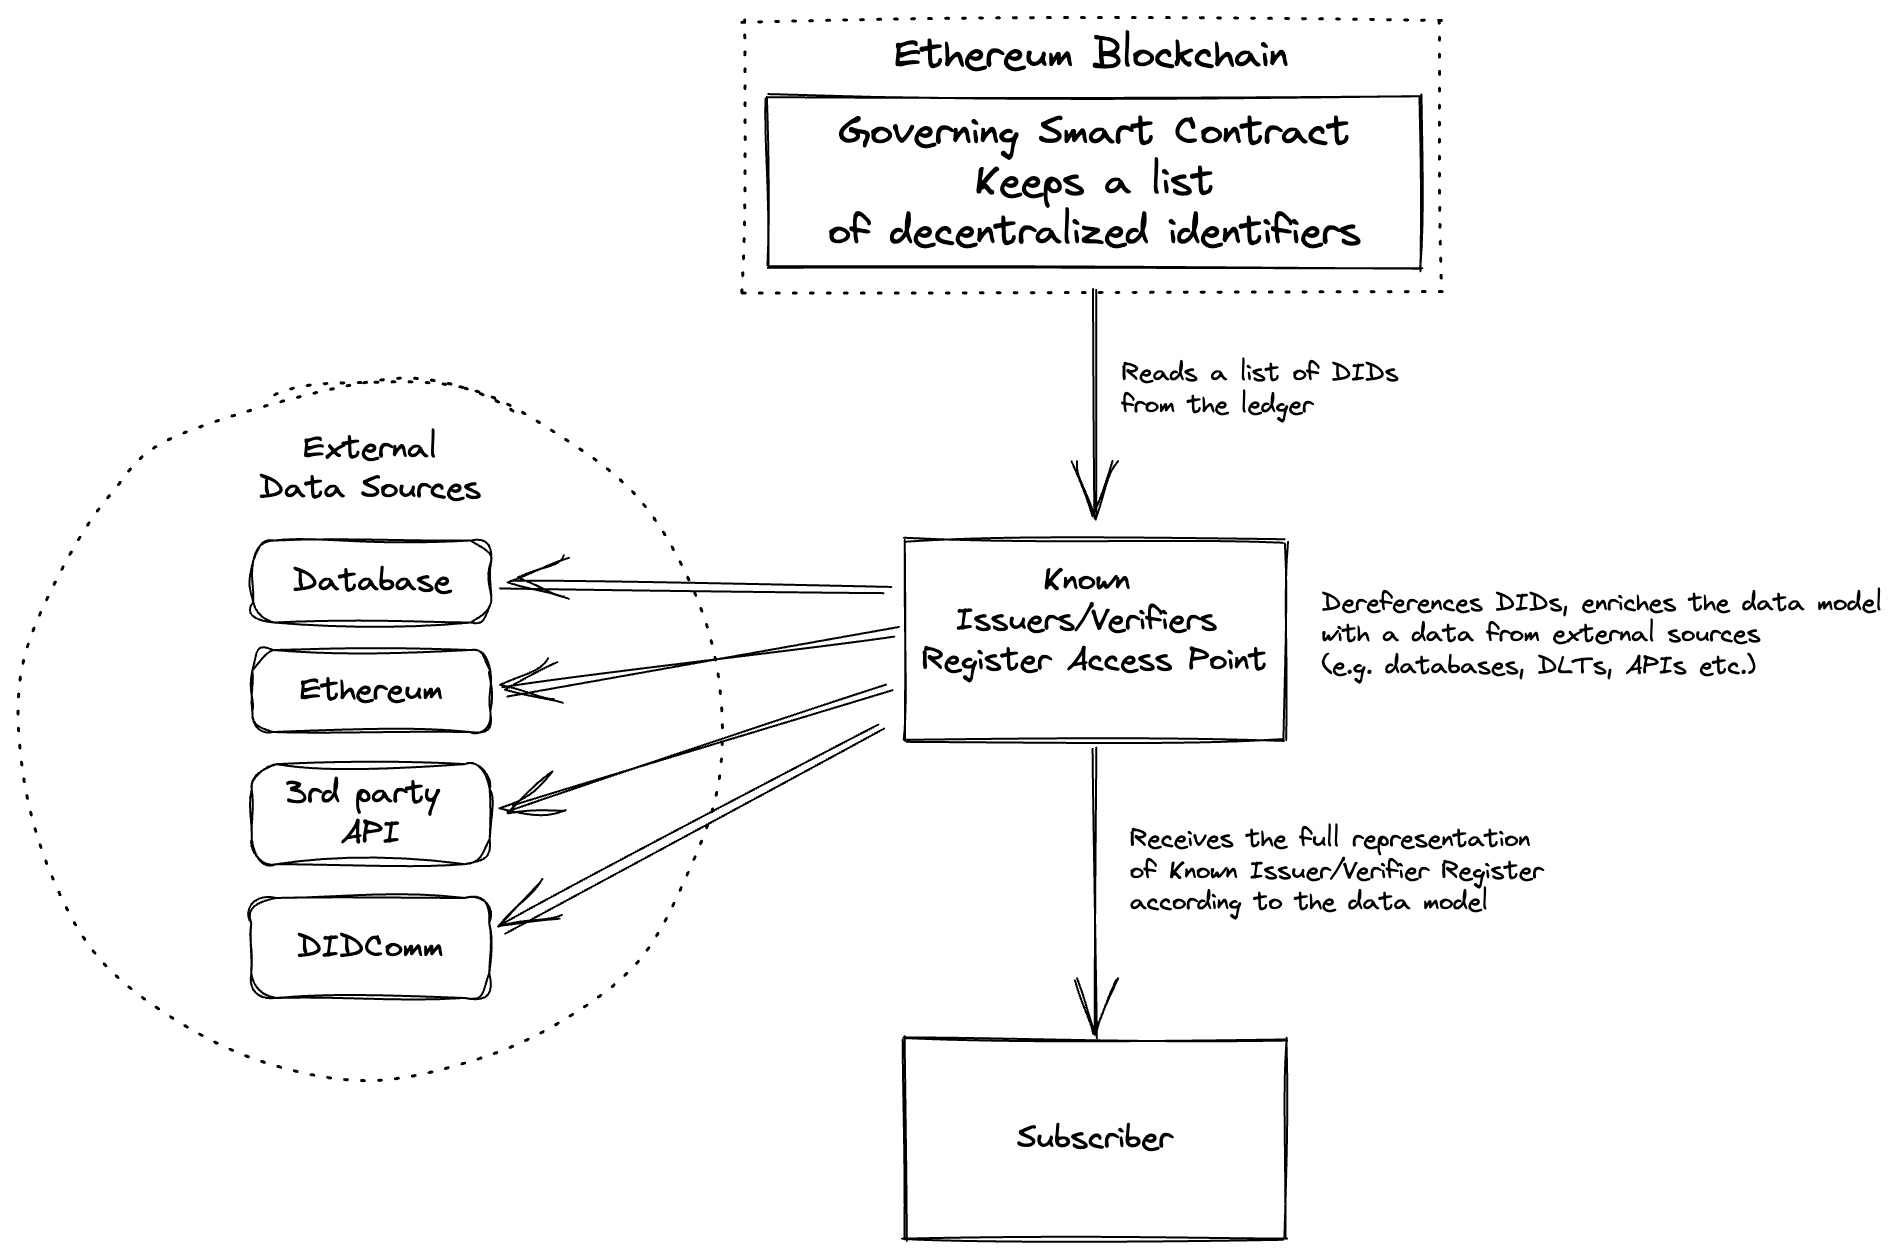 Ethereum Blockchain
Governing Smart Contract
Keeps a list
of decentralized identifiers
Reads a list of DIDs
from the ledger
External
Data Sources
Database
Ethereum
3rd party
API
DIDComm
Known
Issuers/Verifiers
Register Access Point
Dereferences DIDs, enriches the data model
with a data from external sources
(e.g. databases, DLTs, APIs etc.)
Receives the full representation
of Known Issuer/Verifier Register
according to the data model
Subscriber